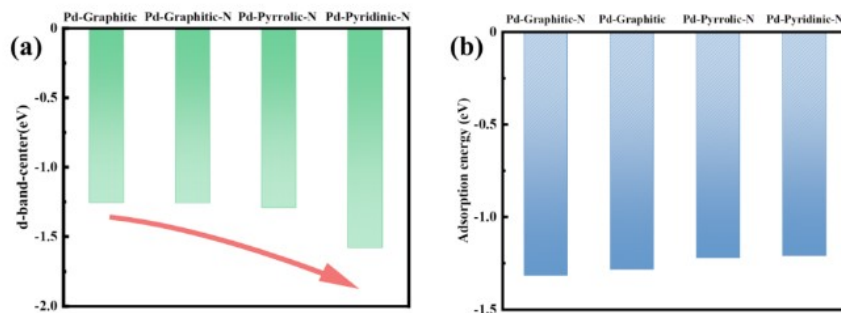 Pd-Graphitic Pd-Graphitic-N Pd-Pyrrolic-N Pd-Pyridinic-N
(a)
0
-0.5
-1.0
-1.5
-2.0
d-band-center(eV)
Pd-Graphitic-N Pd-Graphitic Pd-Pyrrolic-N Pd-Pyridinic-N
(b)
0
-0.5
-1.0
-1.5
Adsorption energy (eV)